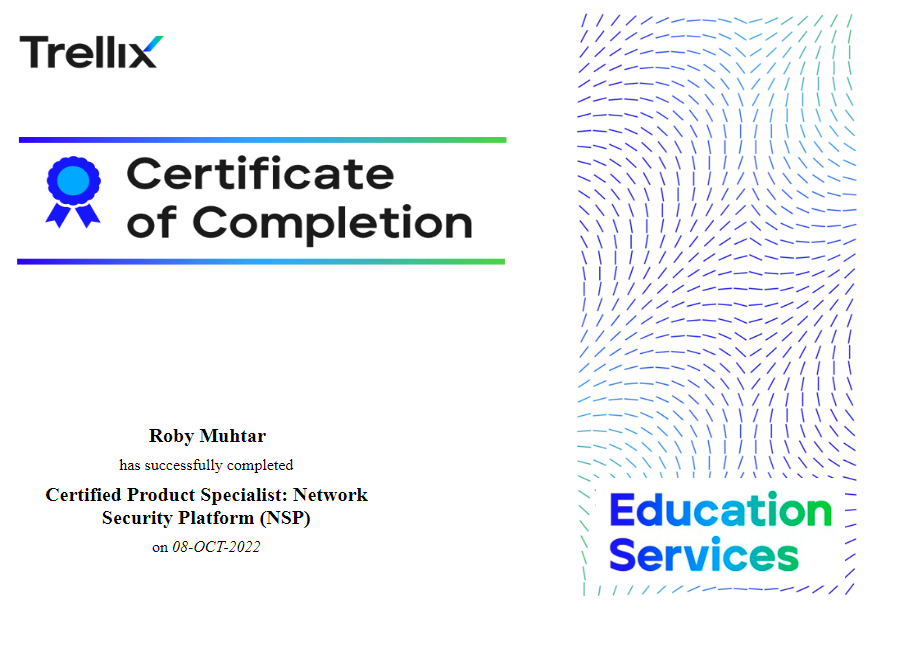 Trellix
Certificate
of Completion
Roby Muhtar
has successfully completed
Certified Product Specialist: Network
Security Platform (NSP)
on 08-OCT-2022
Education
Services